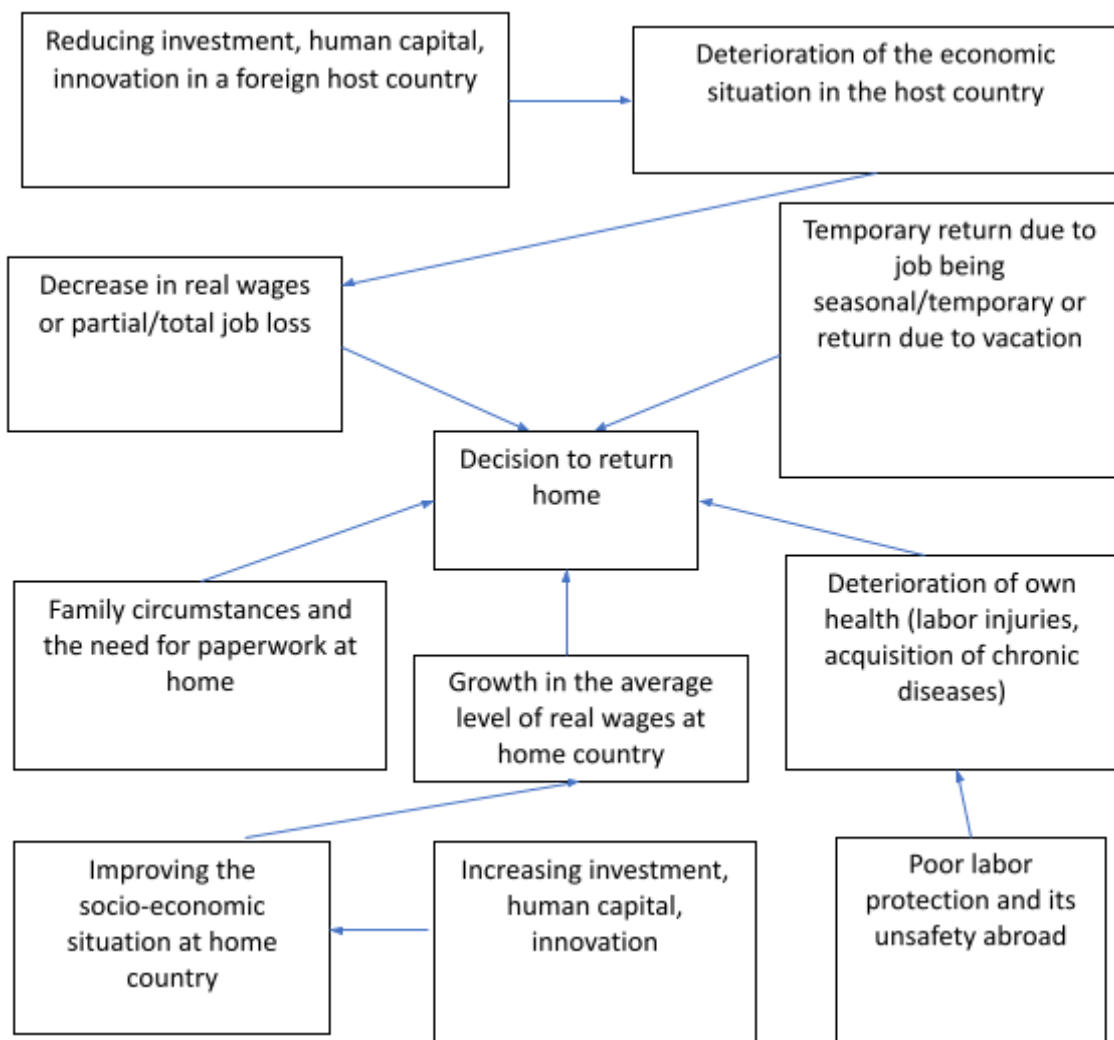 Reducing investment, human capital,
innovation in a foreign host country
Deterioration of the economic
situation in the host country
Temporary return due to
job being
seasonal/temporary or
return due to vacation
Decrease in real wages
or partial/total job loss
Decision to return
home
Family circumstances and
the need for paperwork at
home
Growth in the average
level of real wages at
home country
Deterioration of own
health (labor injuries,
acquisition of chronic
diseases)
Improving the
socio-economic
situation at home
country
Increasing investment,
human capital,
innovation
Poor labor
protection and its
unsafety abroad